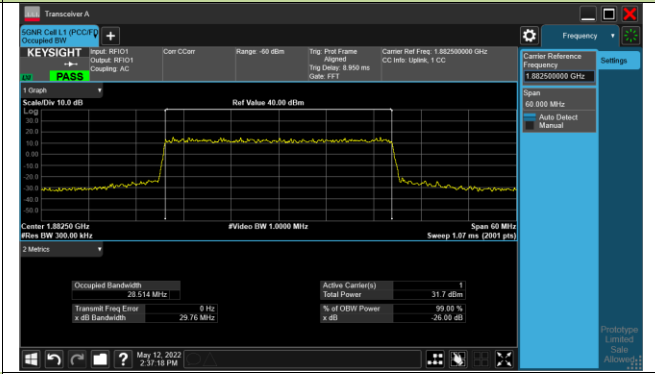 Transceiver A
5GNR Cell L1 (PCC/FD
Occupied BW
Frequency
KEYSIGHT
LXI
PASS
Input: RFIO1
Output: RFIO1
Coupling: AC
Corr CCorr
Range: -60 dBm
Trig: Prot Frame
Aligned
Trig Delay: 8.950 ms
Gate: FFT
Carrier Ref Freq: 1.882500000 GHz
CC Info: Uplink, 1 CC
Carrier Reference
Frequency
1.882500000 GHz
Settings
Span
60.000 MHz
Auto Detect
Manual
1 Graph
Scale/Div 10.0 dB
Ref Value 40.00 dBm
Log
30.0
20.0
10.0
0.00
-10.0
-20.0
-30.0
-40.0
-50.0
Center 1.88250 GHz
#Video BW 1.0000 MHz
Span 60 MHz
#Res BW 300.00 kHz
Sweep 1.07 ms (2001 pts)
2 Metrics
Occupied Bandwidth
28.514 MHz
Active Carrier(s) 1
Total Power 31.7 dBm
Transmit Freq Error 0 Hz
x dB Bandwidth 29.76 MHz
% of OBW Power 99.00 %
x dB -26.00 dB
May 12, 2022
2:37:18 PM
Prototype
Limited
Sale
Allowed